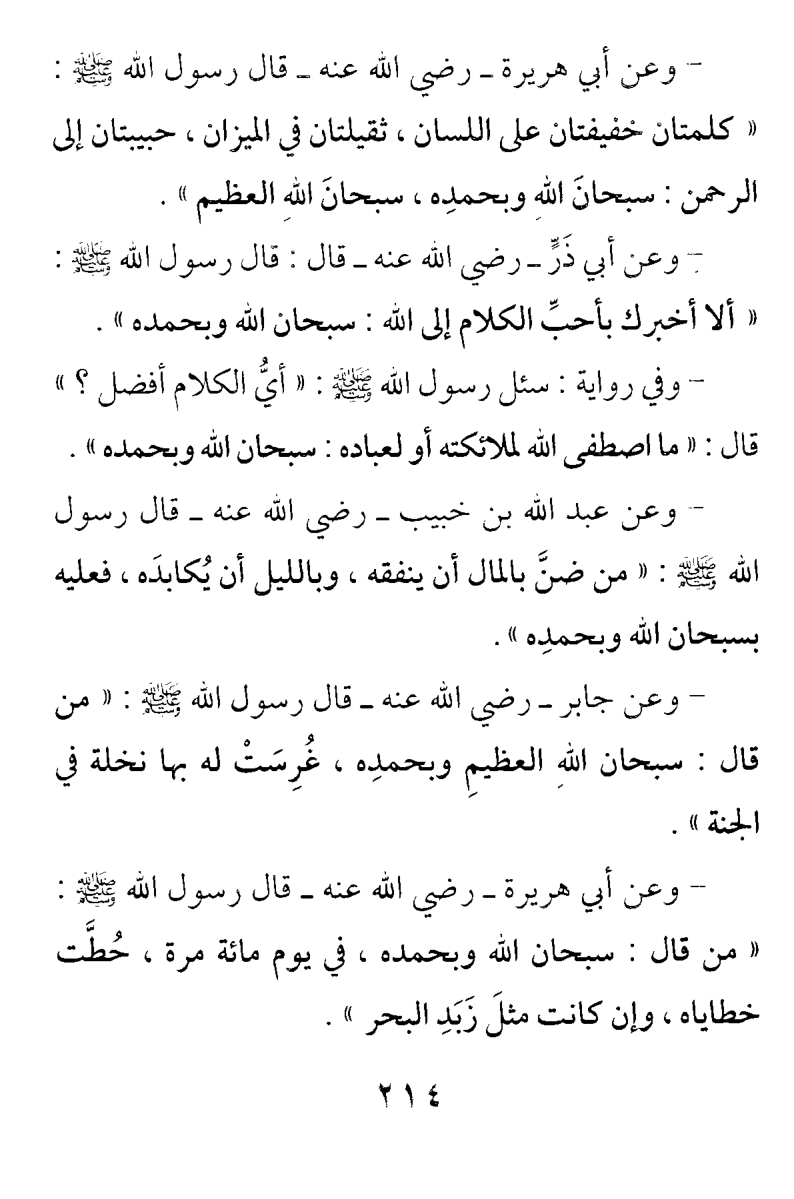 - وعن أبي هريرة ـ رضي الله عنه ـ قال رسول الله ﷺ :
« كلمتان خفيفتان على اللسان ، ثقيلتان في الميزان ، حبيبتان إلى
الرحمن : سبحانَ اللهِ وبحمدِه ، سبحانَ اللهِ العظيم » .
- وعن أبي ذَرٍّ ـ رضي الله عنه ـ قال : قال رسول الله ﷺ :
« ألا أخبرك بأحبِّ الكلام إلى الله : سبحان الله وبحمده » .
- وفي رواية : سئل رسول الله ﷺ : « أيُّ الكلام أفضل ؟ »
قال : « ما اصطفى الله لملائكته أو لعباده : سبحان الله وبحمده » .
- وعن عبد الله بن خبيب ـ رضي الله عنه ـ قال رسول
الله ﷺ : « من ضنَّ بالمال أن ينفقه ، وبالليل أن يُكابدَه ، فعليه
بسبحان الله وبحمدِه » .
- وعن جابر ـ رضي الله عنه ـ قال رسول الله ﷺ : « من
قال : سبحان اللهِ العظيمِ وبحمدِه ، غُرِسَتْ له بها نخلة في
الجنة » .
- وعن أبي هريرة ـ رضي الله عنه ـ قال رسول الله ﷺ :
« من قال : سبحان الله وبحمده ، في يوم مائة مرة ، حُطَّت
خطاياه ، وإن كانت مثلَ زَبَدِ البحر » .
٢١٤